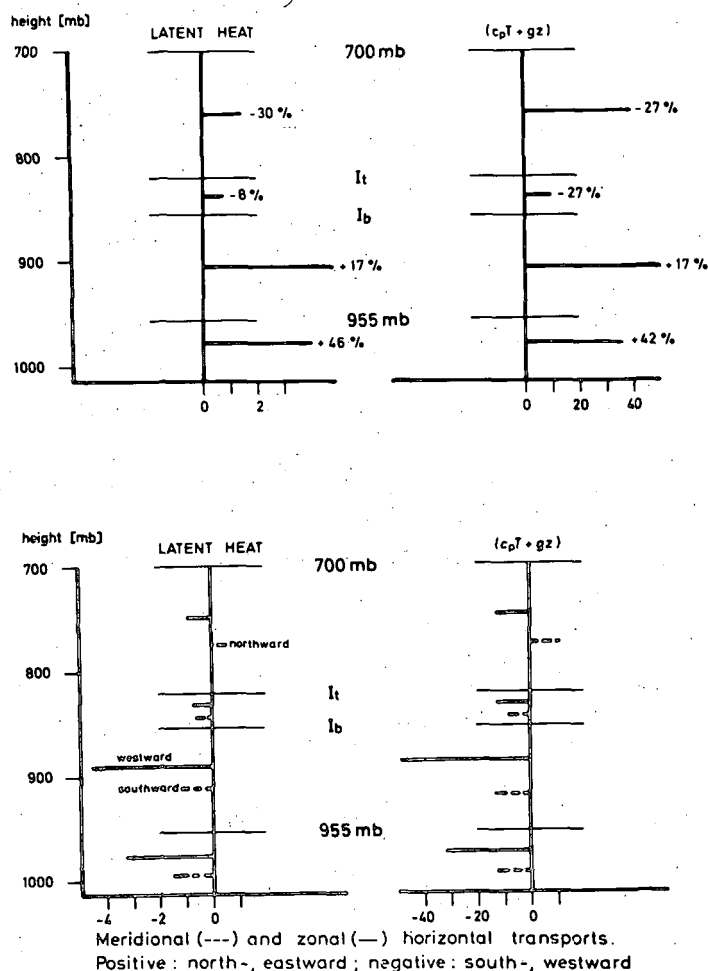 height [mb]
LATENT HEAT
(cpT + gz)
700
700 mb
-30 %
-27 %
800
It
-8 %
-27 %
Ib
900
+17 %
+17 %
955 mb
+46 %
+42 %
1000
0 2
0 20 40
height [mb]
LATENT HEAT
(cpT + gz)
700
700 mb
northward
800
It
Ib
westward
900
southward
955 mb
1000
-4 -2 0
-40 -20 0
Meridional (---) and zonal (—) horizontal transports.
Positive : north-, eastward ; negative : south-, westward